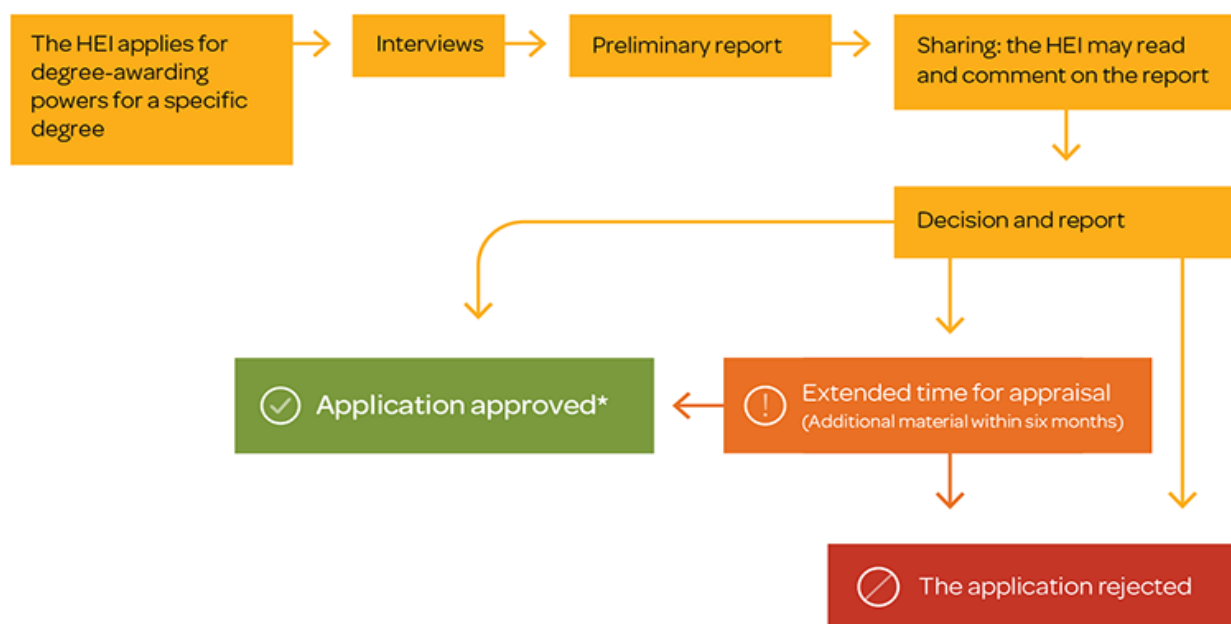 The HEI applies for
degree-awarding
powers for a specific
degree
Interviews
Preliminary report
Sharing: the HEI may read
and comment on the report
Decision and report
Application approved*
Extended time for appraisal
(Additional material within six months)
The application rejected